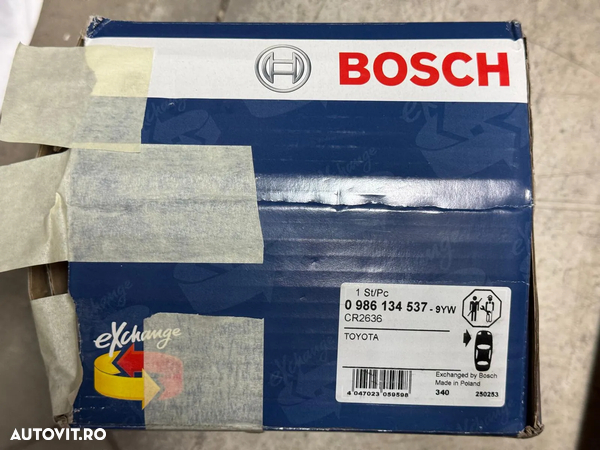 BOSCH
1 St/Pc
0 986 134 537 - 9YW
CR2636
TOYOTA
Exchanged by Bosch
Made in Poland
4 047023 059598
340
250253
eXchange
AUTOVIT.RO